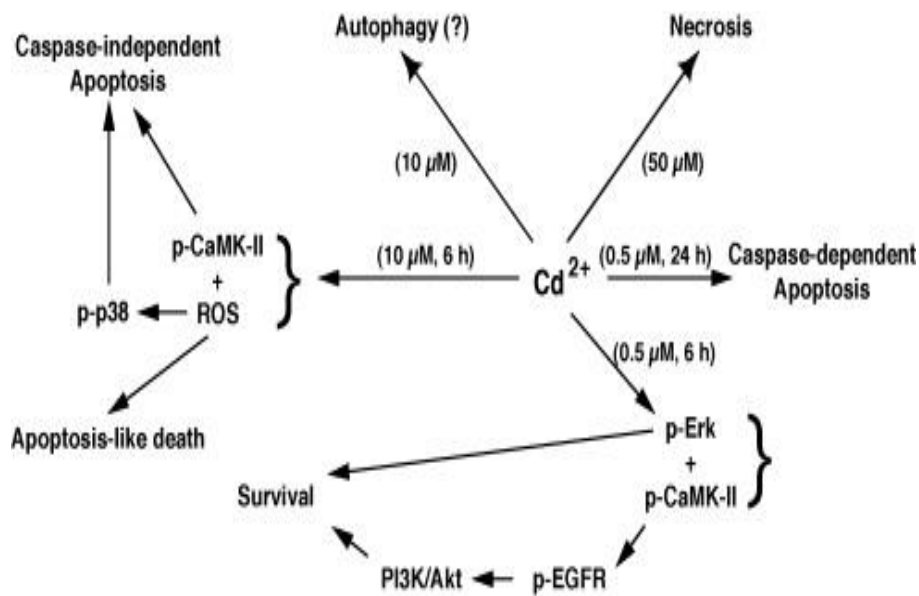 Autophagy (?)
Necrosis
Caspase-independent
Apoptosis
(10 µM)
(50 µM)
p-CaMK-II
+
ROS
p-p38
}
(10 µM, 6 h)
Cd²⁺
(0.5 µM, 24 h)
Caspase-dependent
Apoptosis
(0.5 µM, 6 h)
Apoptosis-like death
p-Erk
+
p-CaMK-II
}
Survival
PI3K/Akt
p-EGFR